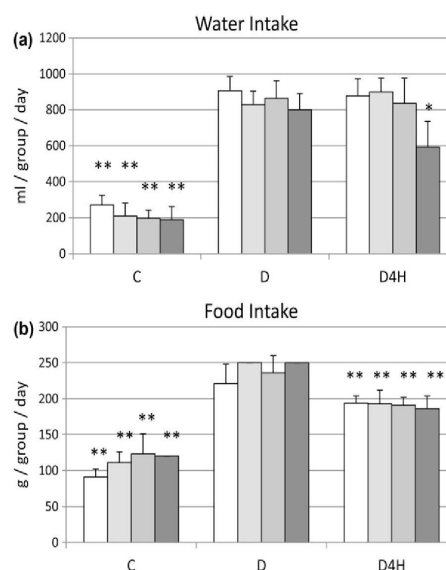 Water Intake
(a)
ml / group / day
1200
1000
800
600
400
200
0
** ** ** ** *
C D D4H
Food Intake
(b)
g / group / day
300
250
200
150
100
50
0
** ** ** ** ** ** ** **
C D D4H